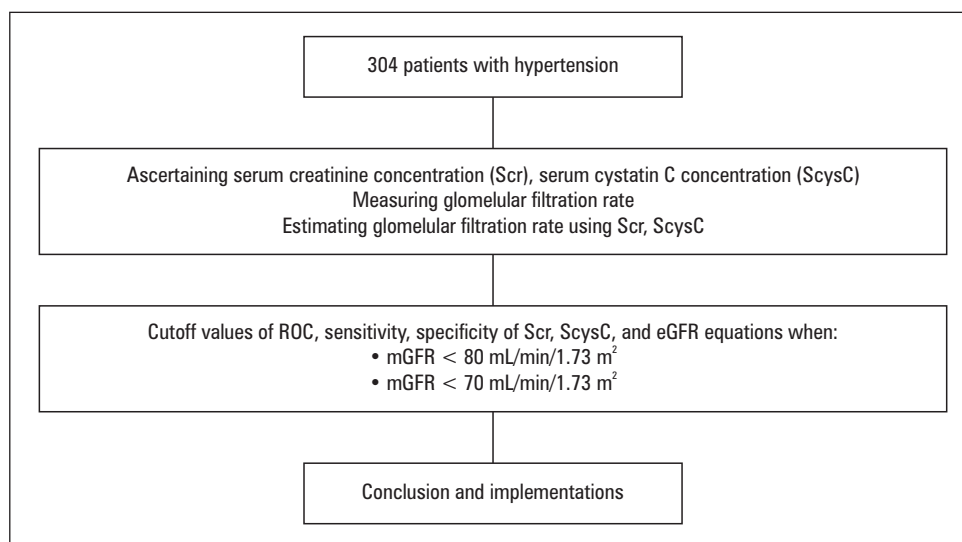 304 patients with hypertension
Ascertaining serum creatinine concentration (Scr), serum cystatin C concentration (ScysC)
Measuring glomelular filtration rate
Estimating glomelular filtration rate using Scr, ScysC
Cutoff values of ROC, sensitivity, specificity of Scr, ScysC, and eGFR equations when:
• mGFR < 80 mL/min/1.73 m²
• mGFR < 70 mL/min/1.73 m²
Conclusion and implementations